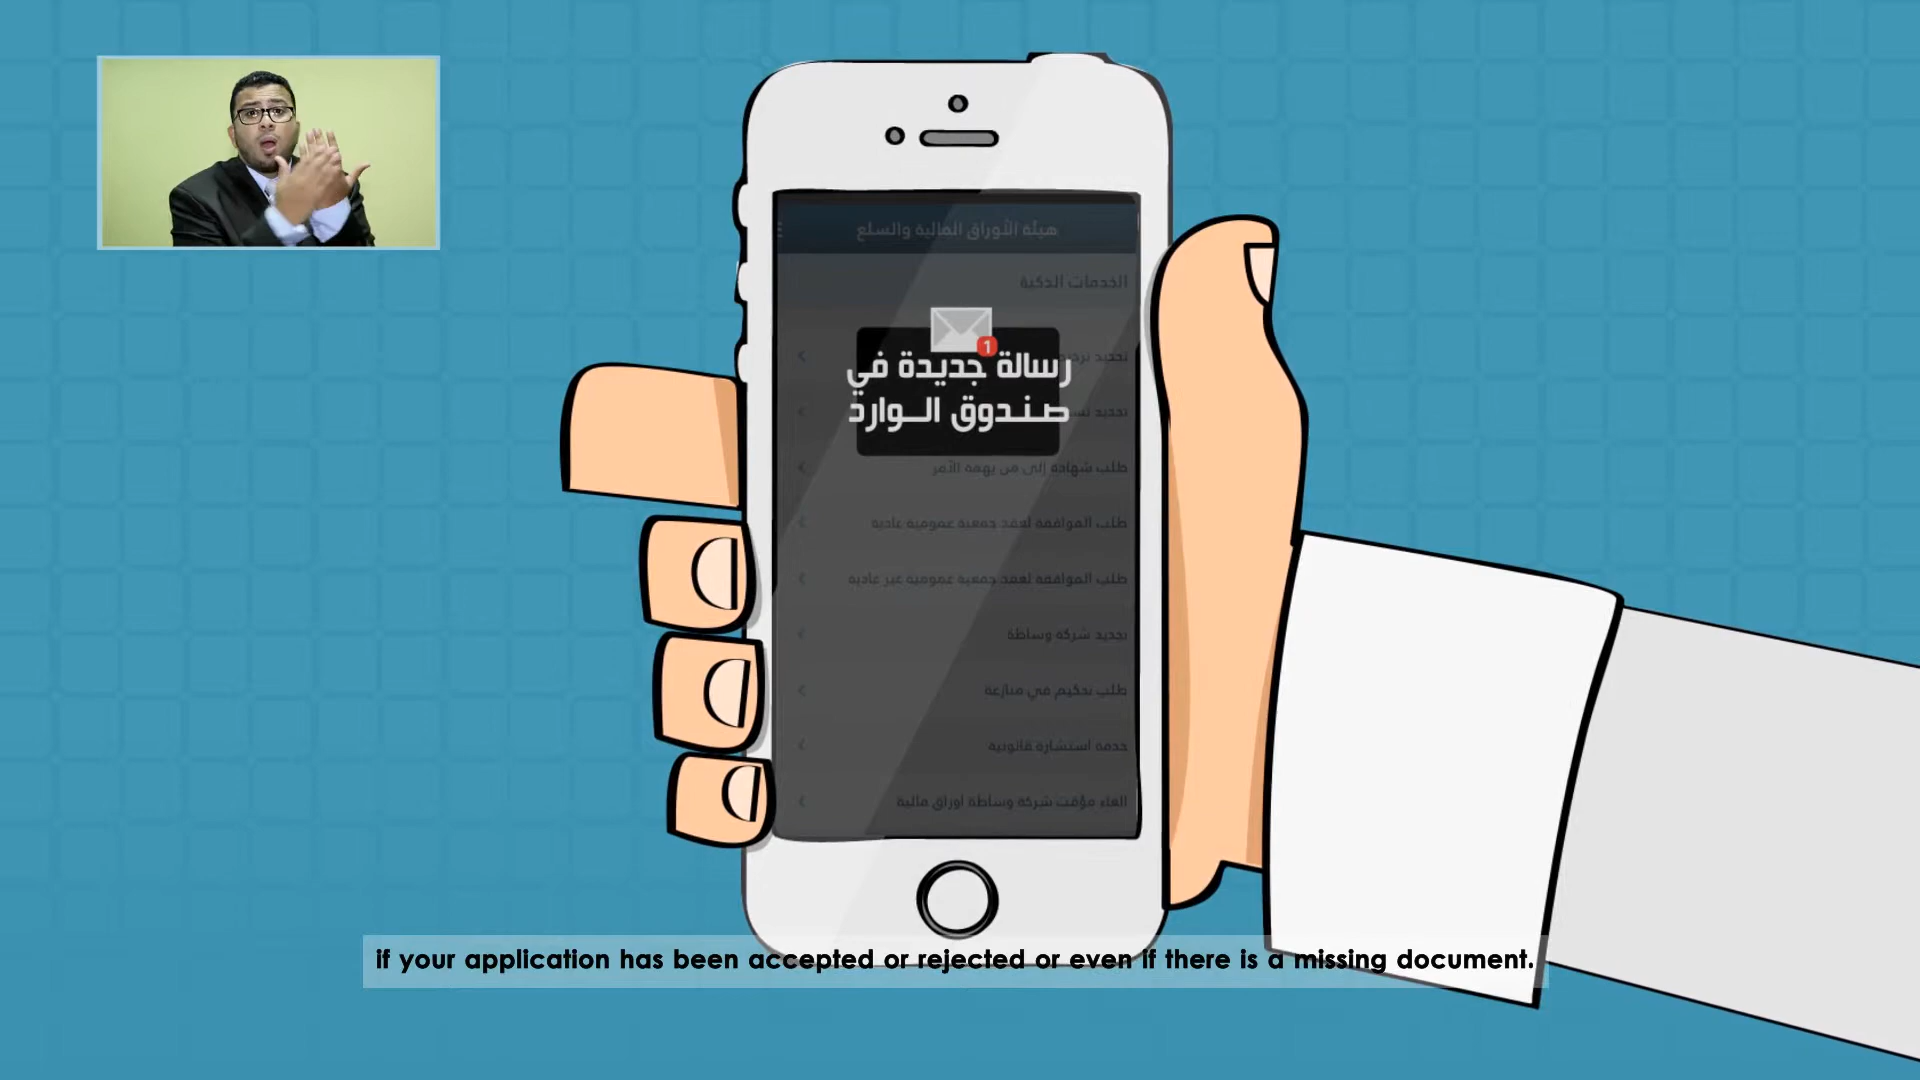 هيئة الأوراق المالية والسلع
الخدمات الذكية
1
رسالة جديدة في
صندوق الوارد
طلب شهادة إلى من يهمه الأمر
طلب الموافقة لعقد جمعية عمومية عادية
طلب الموافقة لعقد جمعية عمومية غير عادية
تجديد شركة وساطة
طلب تحكيم في منازعة
خدمة استشارة قانونية
الغاء مؤقت شركة وساطة اوراق مالية
if your application has been accepted or rejected or even if there is a missing document.